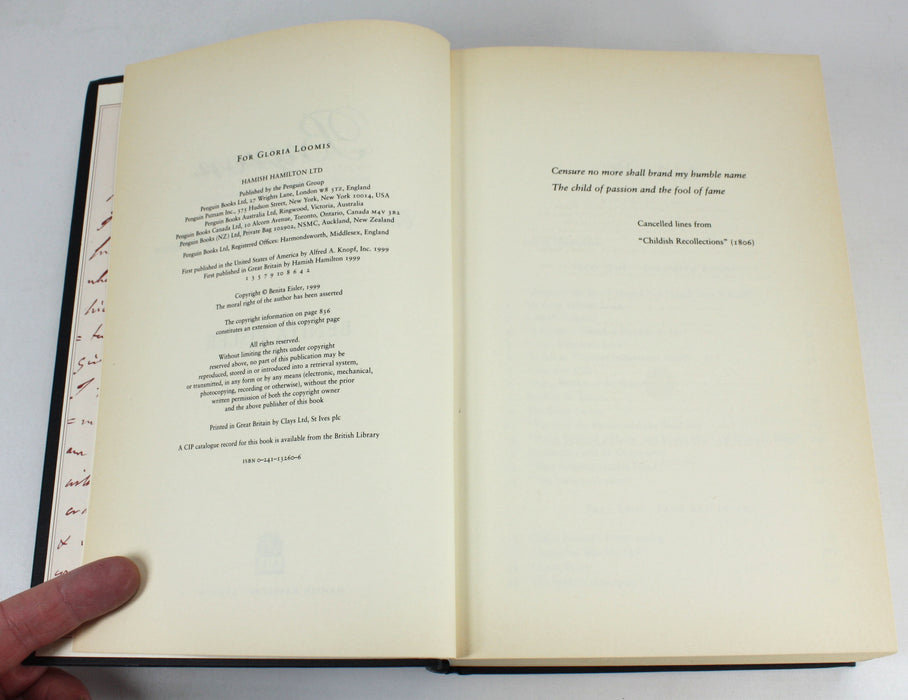 For Gloria Loomis
HAMISH HAMILTON LTD
Published by the Penguin Group
Penguin Books Ltd, 27 Wrights Lane, London W8 5TZ, England
Penguin Putnam Inc., 375 Hudson Street, New York, New York 10014, USA
Penguin Books Australia Ltd, Ringwood, Victoria, Australia
Penguin Books Canada Ltd, 10 Alcorn Avenue, Toronto, Ontario, Canada M4V 3B2
Penguin Books (NZ) Ltd, Private Bag 102902, NSMC, Auckland, New Zealand
Penguin Books Ltd, Registered Offices: Harmondsworth, Middlesex, England
First published in the United States of America by Alfred A. Knopf, Inc. 1999
First published in Great Britain by Hamish Hamilton 1999
1 3 5 7 9 10 8 6 4 2
Copyright © Benita Eisler, 1999
The moral right of the author has been asserted
The copyright information on page 836
constitutes an extension of this copyright page
All rights reserved.
Without limiting the rights under copyright
reserved above, no part of this publication may be
reproduced, stored in or introduced into a retrieval system,
or transmitted, in any form or by any means (electronic, mechanical,
photocopying, recording or otherwise), without the prior
written permission of both the copyright owner
and the above publisher of this book
Printed in Great Britain by Clays Ltd, St Ives plc
A CIP catalogue record for this book is available from the British Library
ISBN 0-241-13260-6
Censure no more shall brand my humble name
The child of passion and the fool of fame
Cancelled lines from
"Childish Recollections" (1806)